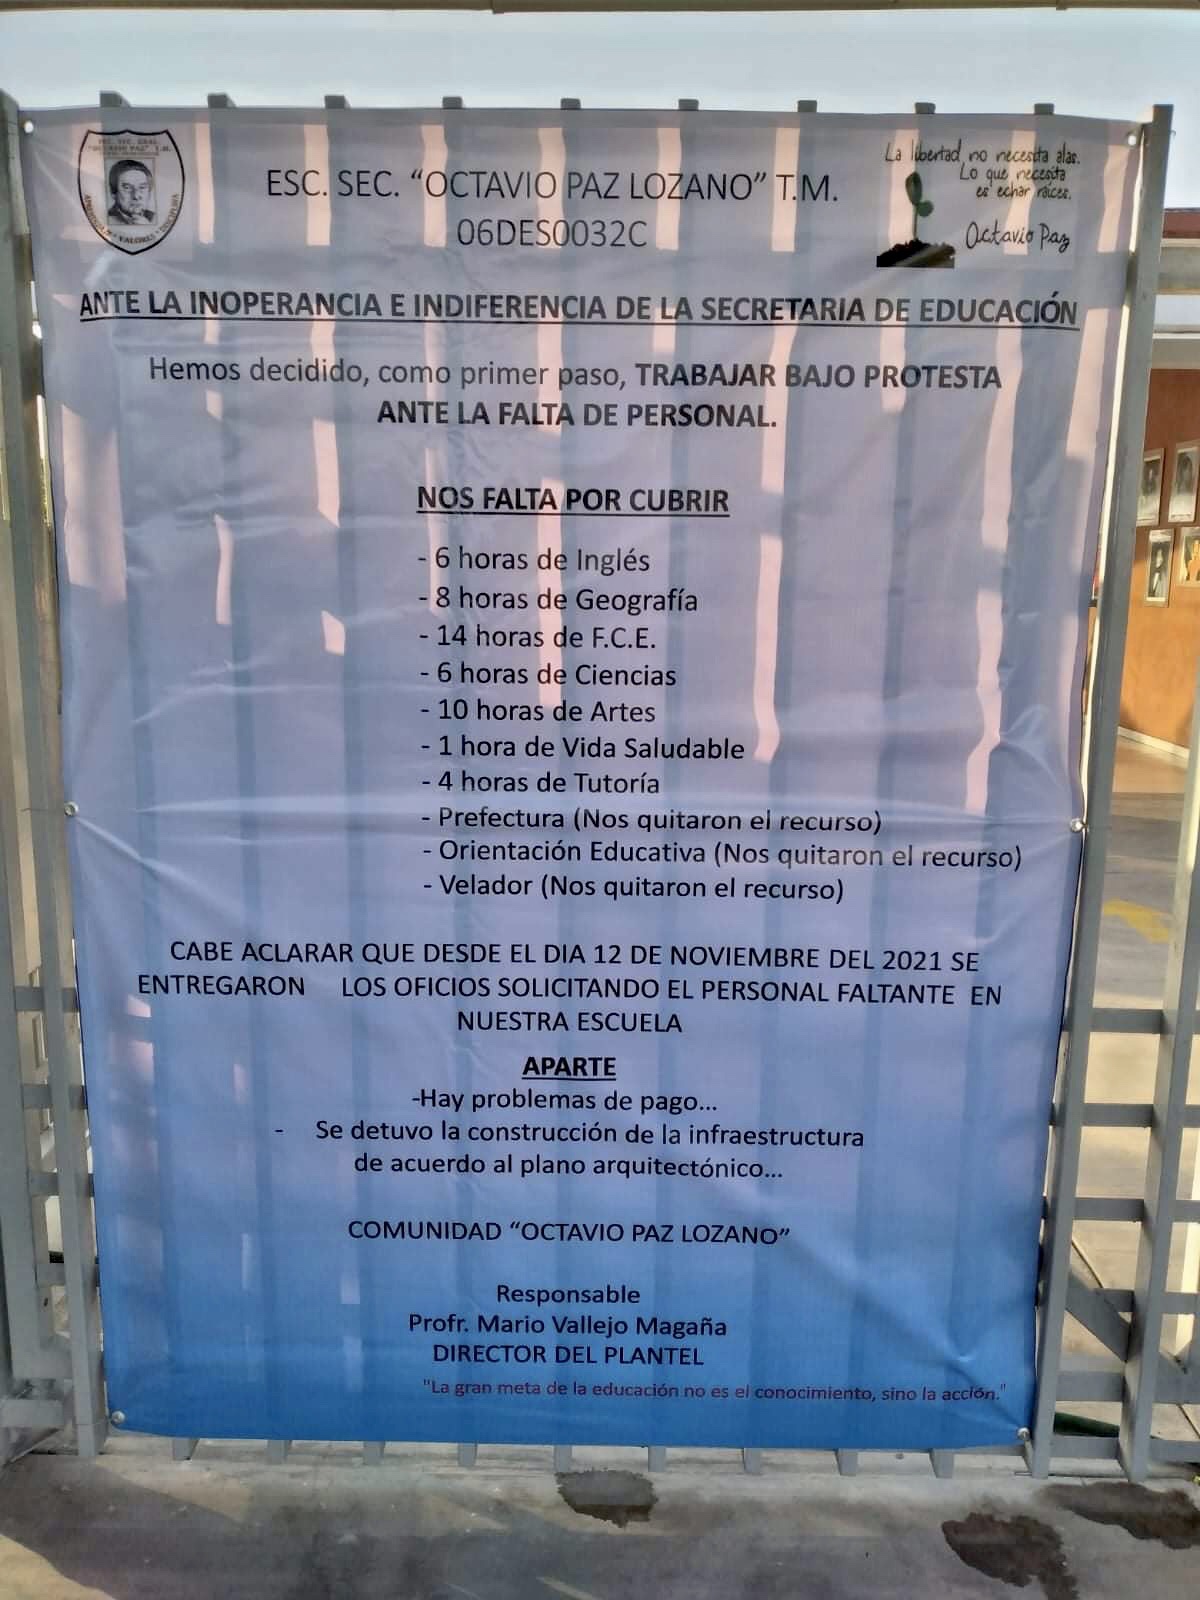 ESC. SEC. GRAL.
"OCTAVIO PAZ" T.M.
VALORES
DISCIPLINA
ESC. SEC. “OCTAVIO PAZ LOZANO” T.M.
06DES0032C
La libertad no necesita alas.
Lo que necesita
es echar raíces.
Octavio Paz
ANTE LA INOPERANCIA E INDIFERENCIA DE LA SECRETARIA DE EDUCACIÓN
Hemos decidido, como primer paso, TRABAJAR BAJO PROTESTA
ANTE LA FALTA DE PERSONAL.
NOS FALTA POR CUBRIR
- 6 horas de Inglés
- 8 horas de Geografía
- 14 horas de F.C.E.
- 6 horas de Ciencias
- 10 horas de Artes
- 1 hora de Vida Saludable
- 4 horas de Tutoría
- Prefectura (Nos quitaron el recurso)
- Orientación Educativa (Nos quitaron el recurso)
- Velador (Nos quitaron el recurso)
CABE ACLARAR QUE DESDE EL DIA 12 DE NOVIEMBRE DEL 2021 SE
ENTREGARON LOS OFICIOS SOLICITANDO EL PERSONAL FALTANTE EN
NUESTRA ESCUELA
APARTE
-Hay problemas de pago...
- Se detuvo la construcción de la infraestructura
de acuerdo al plano arquitectónico...
COMUNIDAD “OCTAVIO PAZ LOZANO”
Responsable
Profr. Mario Vallejo Magaña
DIRECTOR DEL PLANTEL
"La gran meta de la educación no es el conocimiento, sino la acción."